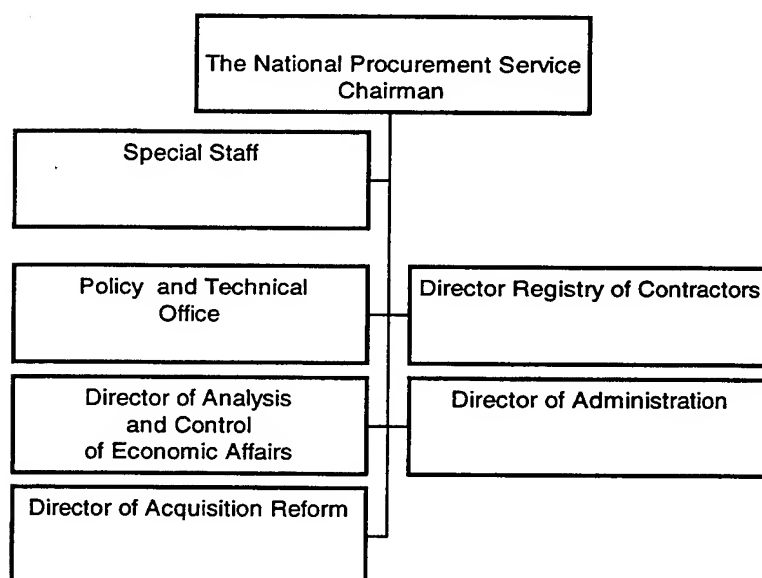 The National Procurement Service
Chairman
Special Staff
Policy and Technical
Office
Director Registry of Contractors
Director of Analysis
and Control
of Economic Affairs
Director of Administration
Director of Acquisition Reform